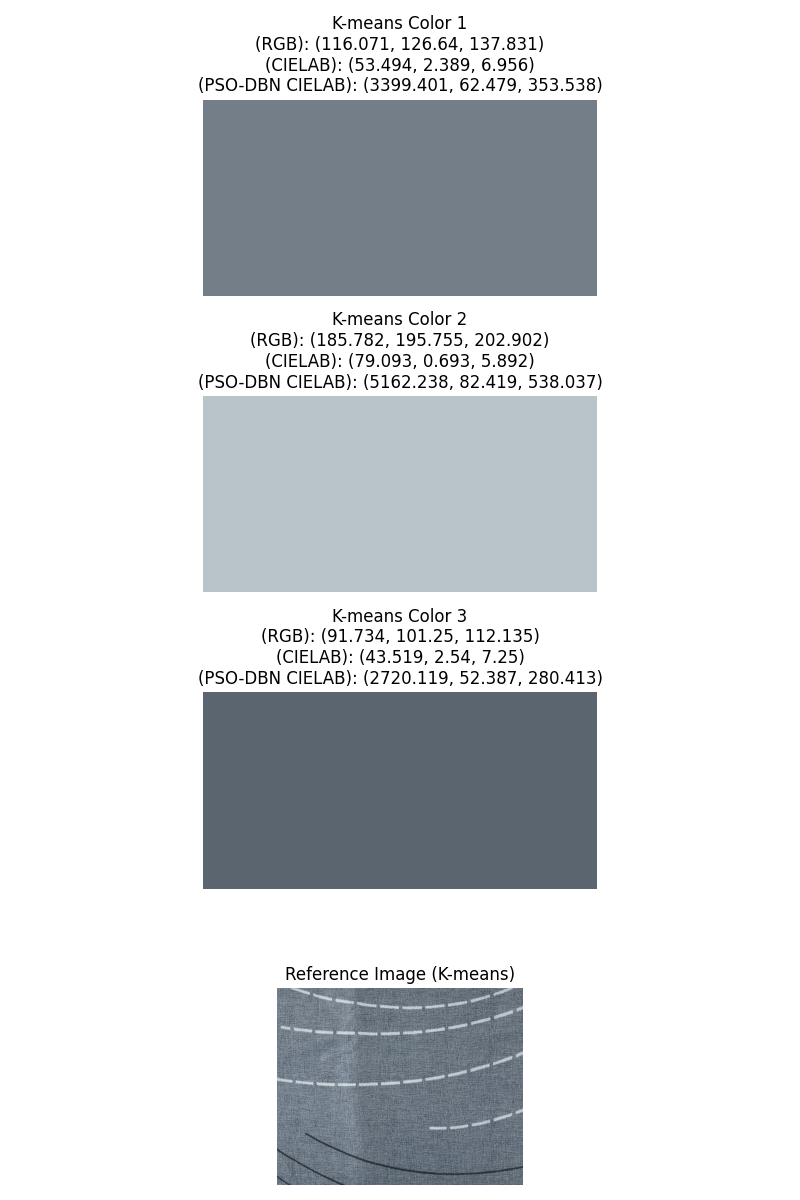 K-means Color 1
(RGB): (116.071, 126.64, 137.831)
(CIELAB): (53.494, 2.389, 6.956)
(PSO-DBN CIELAB): (3399.401, 62.479, 353.538)
K-means Color 2
(RGB): (185.782, 195.755, 202.902)
(CIELAB): (79.093, 0.693, 5.892)
(PSO-DBN CIELAB): (5162.238, 82.419, 538.037)
K-means Color 3
(RGB): (91.734, 101.25, 112.135)
(CIELAB): (43.519, 2.54, 7.25)
(PSO-DBN CIELAB): (2720.119, 52.387, 280.413)
Reference Image (K-means)